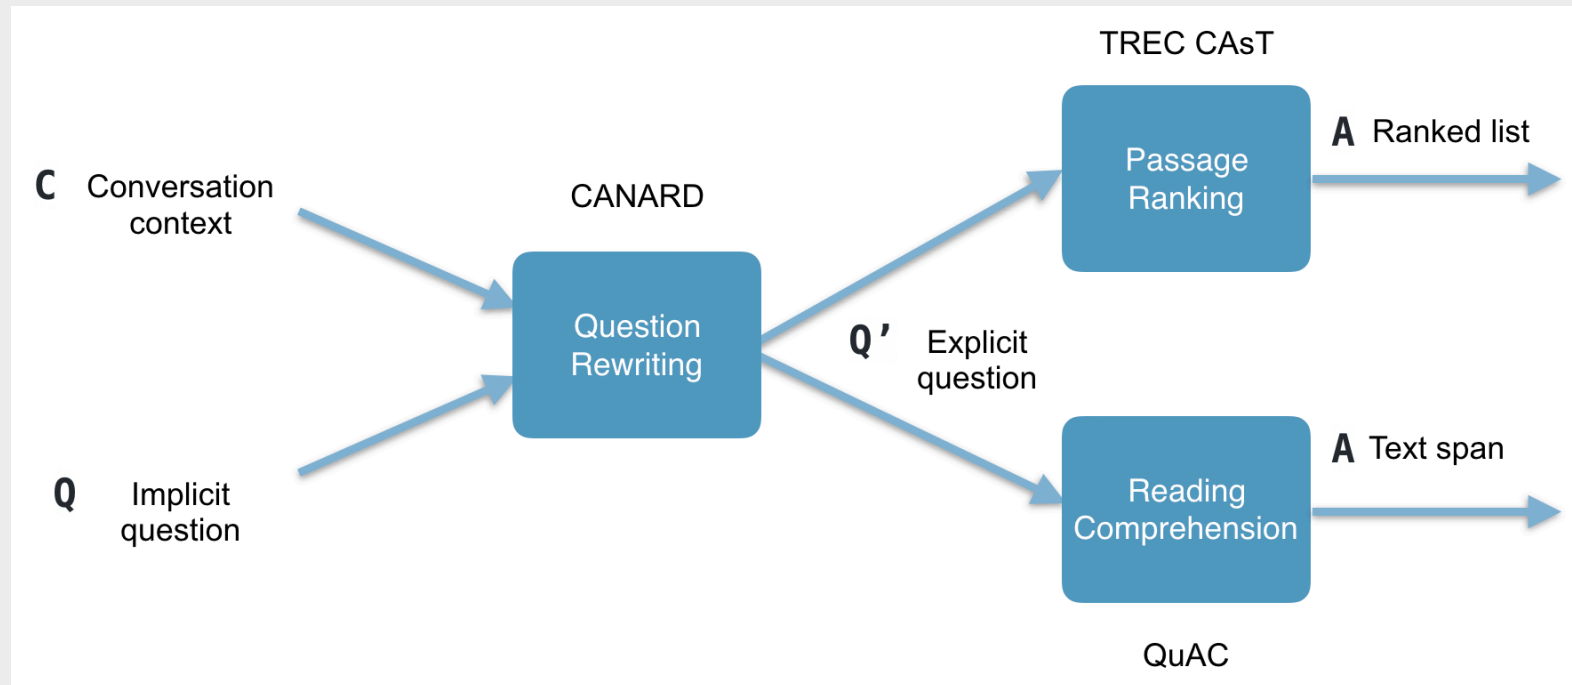 C Conversation
context
Q Implicit
question
CANARD
Question
Rewriting
Q’ Explicit
question
TREC CAsT
Passage
Ranking
A Ranked list
Reading
Comprehension
A Text span
QuAC